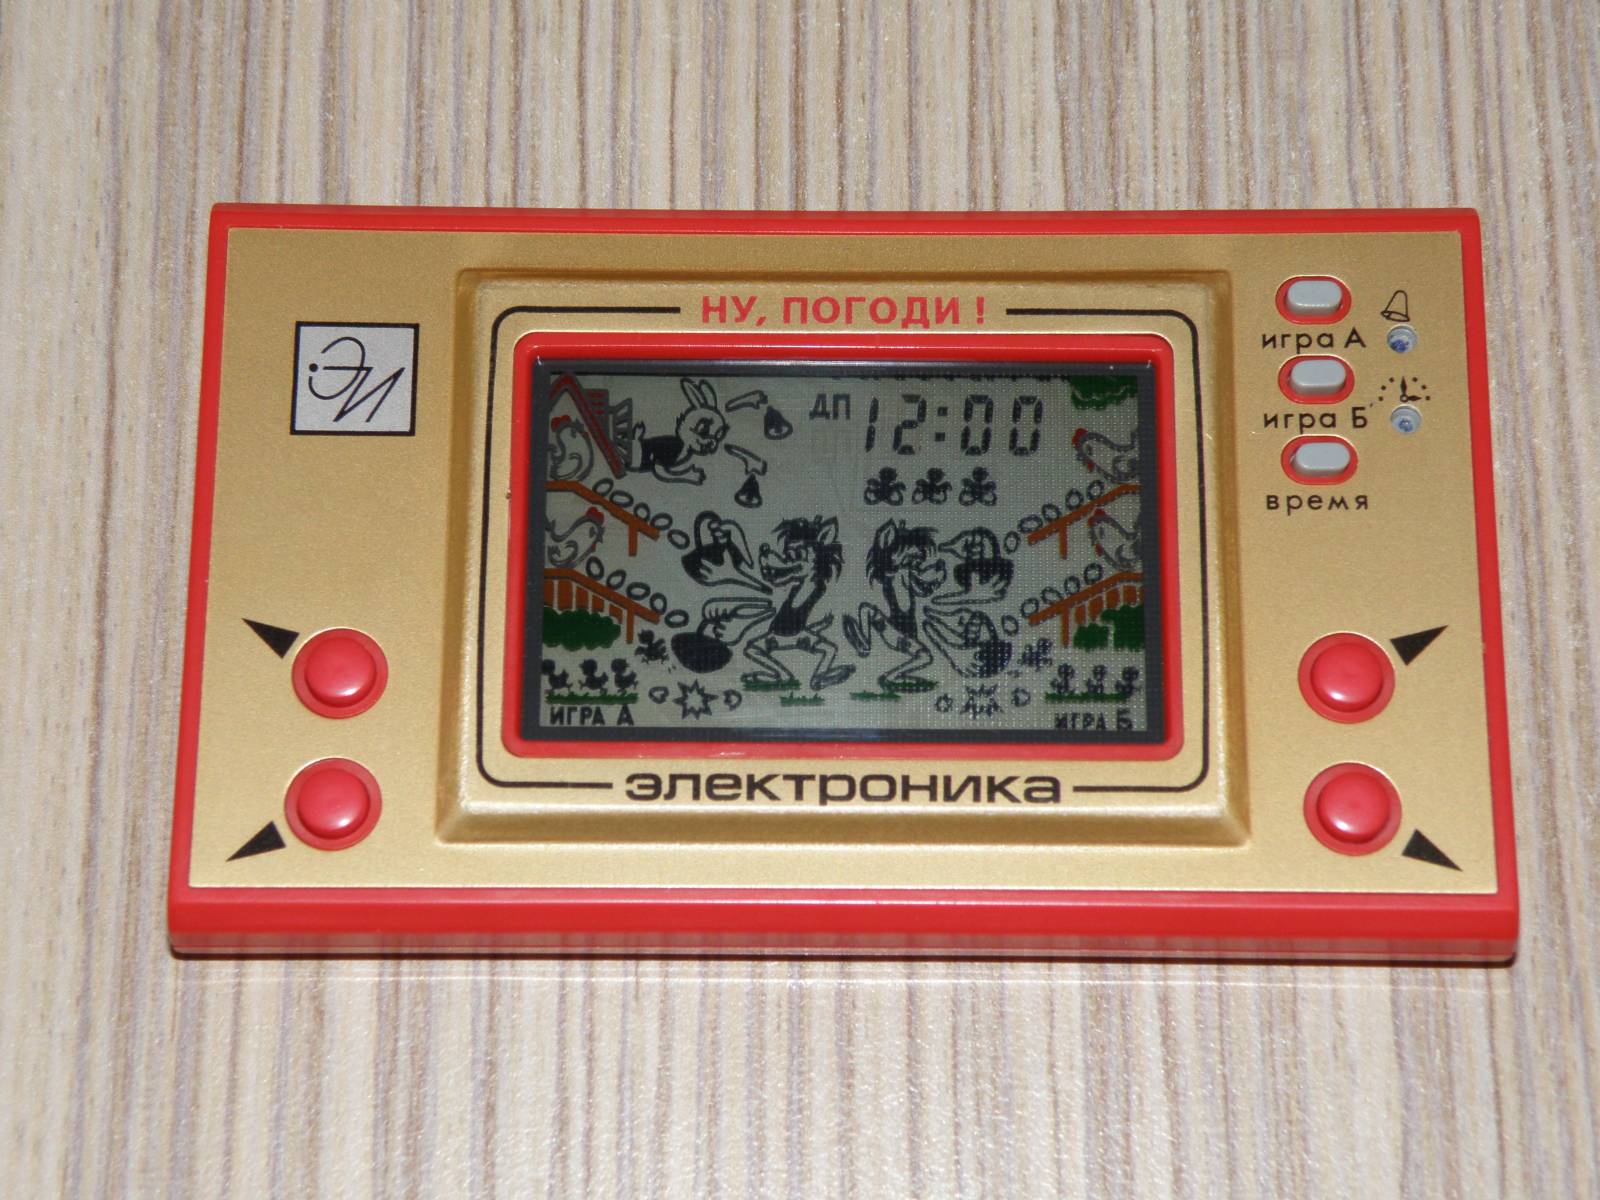 НУ, ПОГОДИ !
ЭИ
игра А
игра Б
время
ДП 12:00
ИГРА А
ИГРА Б
электроника